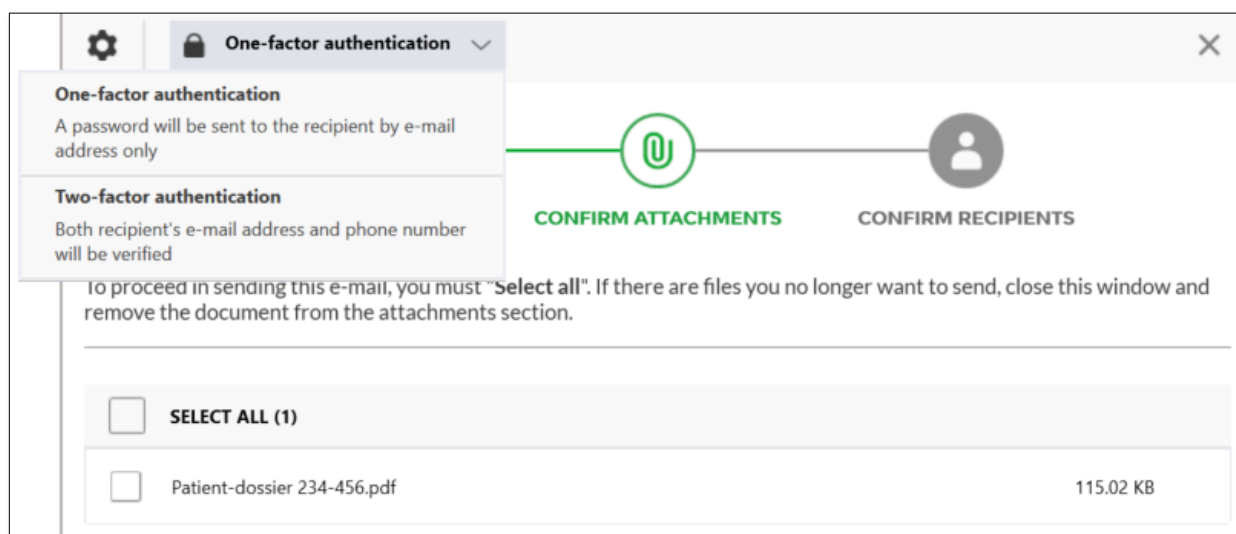 One-factor authentication
One-factor authentication
A password will be sent to the recipient by e-mail
address only
Two-factor authentication
Both recipient's e-mail address and phone number
will be verified
CONFIRM ATTACHMENTS
CONFIRM RECIPIENTS
To proceed in sending this e-mail, you must "Select all". If there are files you no longer want to send, close this window and
remove the document from the attachments section.
SELECT ALL (1)
Patient-dossier 234-456.pdf
115.02 KB